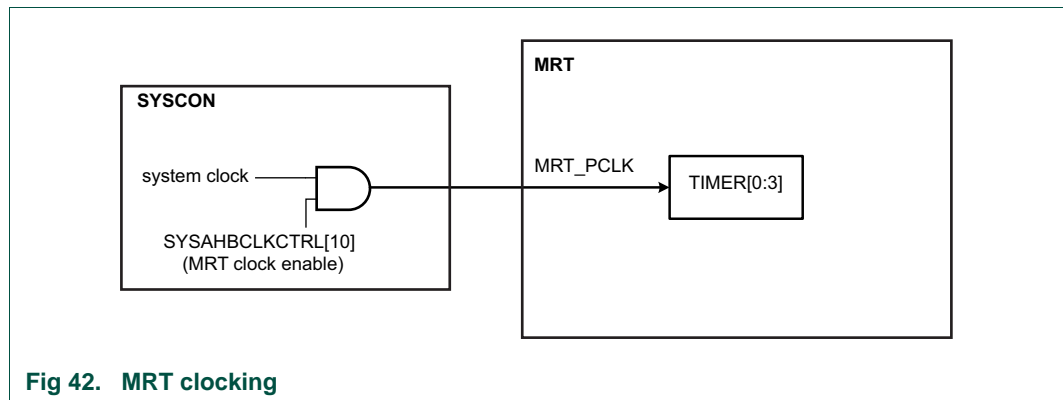 MRT
SYSCON
system clock
SYSAHBCLKCTRL[10]
(MRT clock enable)
MRT_PCLK
TIMER[0:3]
Fig 42. MRT clocking